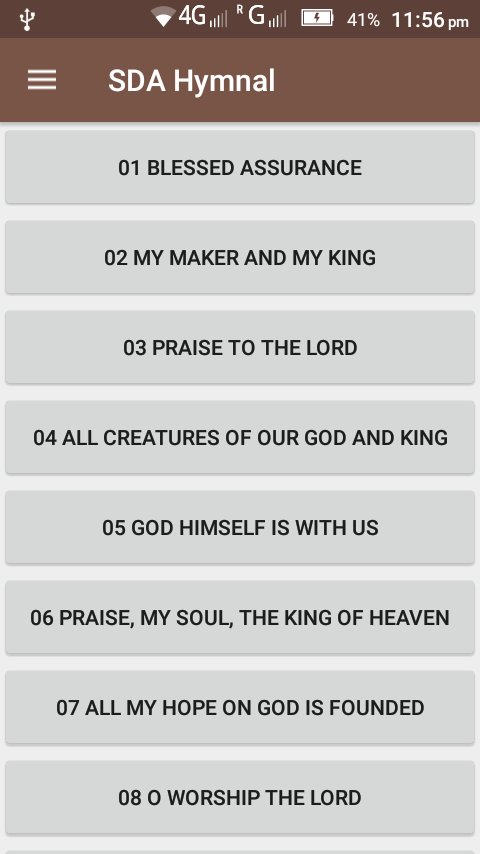 4G R G 41% 11:56 pm
SDA Hymnal
01 BLESSED ASSURANCE
02 MY MAKER AND MY KING
03 PRAISE TO THE LORD
04 ALL CREATURES OF OUR GOD AND KING
05 GOD HIMSELF IS WITH US
06 PRAISE, MY SOUL, THE KING OF HEAVEN
07 ALL MY HOPE ON GOD IS FOUNDED
08 O WORSHIP THE LORD